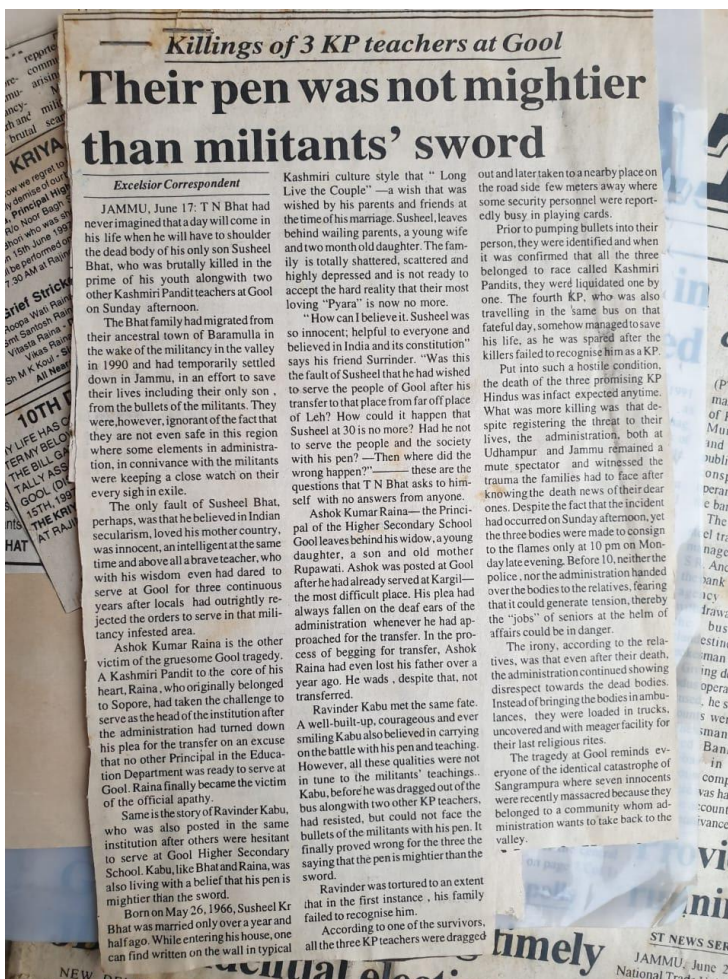 Killings of 3 KP teachers at Gool
Their pen was not mightier
than militants' sword
Excelsior Correspondent
JAMMU, June 17: T N Bhat had
never imagined that a day will come in
his life when he will have to shoulder
the dead body of his only son Susheel
Bhat, who was brutally killed in the
prime of his youth alongwith two
other Kashmiri Pandit teachers at Gool
on Sunday afternoon.
The Bhat family had migrated from
their ancestral town of Baramulla in
the wake of the militancy in the valley
in 1990 and had temporarily settled
down in Jammu, in an effort to save
their lives including their only son ,
from the bullets of the militants. They
were,however, ignorant of the fact that
they are not even safe in this region
where some elements in administra-
tion, in connivance with the militants
were keeping a close watch on their
every sigh in exile.
The only fault of Susheel Bhat,
perhaps, was that he believed in Indian
secularism, loved his mother country,
was innocent, an intelligent at the same
time and above all a brave teacher, who
with his wisdom even had dared to
serve at Gool for three continuous
years after locals had outrightly re-
jected the orders to serve in that mili-
tancy infested area.
Ashok Kumar Raina is the other
victim of the gruesome Gool tragedy.
A Kashmiri Pandit to the core of his
heart, Raina, who originally belonged
to Sopore, had taken the challenge to
serve as the head of the institution after
the administration had turned down
his plea for the transfer on an excuse
that no other Principal in the Educa-
tion Department was ready to serve at
Gool. Raina finally became the victim
of the official apathy.
Same is the story of Ravinder Kabu,
who was also posted in the same
institution after others were hesitant
to serve at Gool Higher Secondary
School. Kabu, like Bhat and Raina, was
also living with a belief that his pen is
mightier than the sword.
Born on May 26, 1966, Susheel Kr
Bhat was married only over a year and
half ago. While entering his house, one
can find written on the wall in typical
Kashmiri culture style that " Long
Live the Couple" —a wish that was
wished by his parents and friends at
the time of his marriage. Susheel, leaves
behind wailing parents, a young wife
and two month old daughter. The fam-
ily is totally shattered, scattered and
highly depressed and is not ready to
accept the hard reality that their most
loving "Pyara" is now no more.
"How can I believe it. Susheel was
so innocent; helpful to everyone and
believed in India and its constitution"
says his friend Surrinder. "Was this
the fault of Susheel that he had wished
to serve the people of Gool after his
transfer to that place from far off place
of Leh? How could it happen that
Susheel at 30 is no more? Had he not
to serve the people and the society
with his pen? —Then where did the
wrong happen?"—— these are the
questions that T N Bhat asks to him-
self with no answers from anyone.
Ashok Kumar Raina— the Princi-
pal of the Higher Secondary School
Gool leaves behind his widow, a young
daughter, a son and old mother
Rupawati. Ashok was posted at Gool
after he had already served at Kargil—
the most difficult place. His plea had
always fallen on the deaf ears of the
administration whenever he had ap-
proached for the transfer. In the pro-
cess of begging for transfer, Ashok
Raina had even lost his father over a
year ago. He wads , despite that, not
transferred.
Ravinder Kabu met the same fate.
A well-built-up, courageous and ever
smiling Kabu also believed in carrying
on the battle with his pen and teaching.
However, all these qualities were not
in tune to the militants' teachings..
Kabu, before he was dragged out of the
bus alongwith two other KP teachers,
had resisted, but could not face the
bullets of the militants with his pen. It
finally proved wrong for the three the
saying that the pen is mightier than the
sword.
Ravinder was tortured to an extent
that in the first instance , his family
failed to recognise him.
According to one of the survivors,
all the three KP teachers were dragged
out and later taken to a nearby place on
the road side few meters away where
some security personnel were report-
edly busy in playing cards.
Prior to pumping bullets into their
person, they were identified and when
it was confirmed that all the three
belonged to race called Kashmiri
Pandits, they were liquidated one by
one. The fourth KP, who was also
travelling in the same bus on that
fateful day, somehow managed to save
his life, as he was spared after the
killers failed to recognise him as a KP.
Put into such a hostile condition,
the death of the three promising KP
Hindus was infact expected anytime.
What was more killing was that de-
spite registering the threat to their
lives, the administration, both at
Udhampur and Jammu remained a
mute spectator and witnessed the
trauma the families had to face after
knowing the death news of their dear
ones. Despite the fact that the incident
had occurred on Sunday afternoon, yet
the three bodies were made to consign
to the flames only at 10 pm on Mon-
day late evening. Before 10, neither the
police , nor the administration handed
over the bodies to the relatives, fearing
that it could generate tension, thereby
the "jobs" of seniors at the helm of
affairs could be in danger.
The irony, according to the rela-
tives, was that even after their death,
the administration continued showing
disrespect towards the dead bodies.
Instead of bringing the bodies in ambu-
lances, they were loaded in trucks,
uncovered and with meager facility for
their last religious rites.
The tragedy at Gool reminds ev-
eryone of the identical catastrophe of
Sangrampura where seven innocents
were recently massacred because they
belonged to a community whom ad-
ministration wants to take back to the
valley.
KRIYA
10TH
timely
ST NEWS SER
JAMMU, June
National Trad